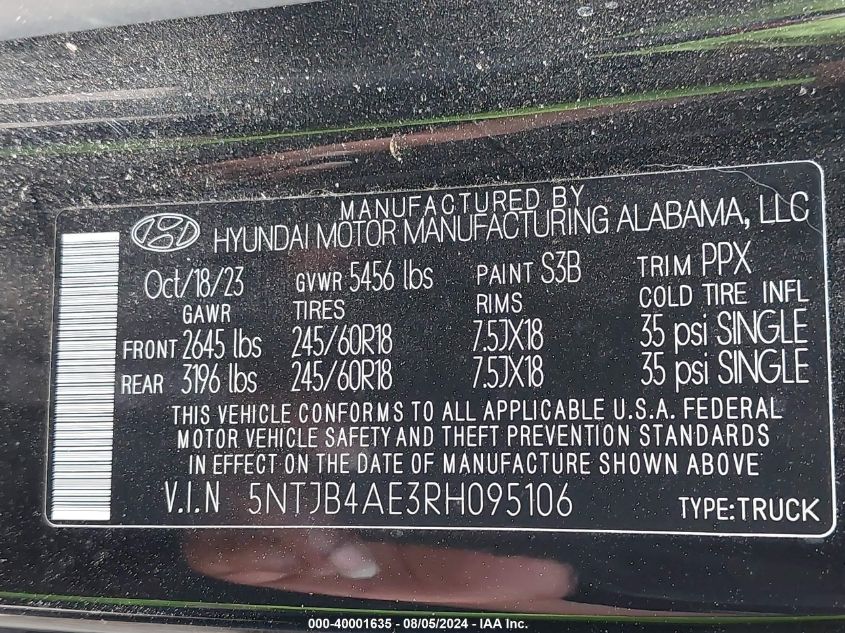 MANUFACTURED BY
HYUNDAI MOTOR MANUFACTURING ALABAMA, LLC
Oct/18/23 GVWR 5456 lbs PAINT S3B TRIM PPX
GAWR TIRES RIMS COLD TIRE INFL
FRONT 2645 lbs 245/60R18 7.5JX18 35 psi SINGLE
REAR 3196 lbs 245/60R18 7.5JX18 35 psi SINGLE
THIS VEHICLE CONFORMS TO ALL APPLICABLE U.S.A. FEDERAL
MOTOR VEHICLE SAFETY AND THEFT PREVENTION STANDARDS
IN EFFECT ON THE DATE OF MANUFACTURE SHOWN ABOVE
V.I.N 5NTJB4AE3RH095106 TYPE:TRUCK
000-40001635 - 08/05/2024 - IAA Inc.